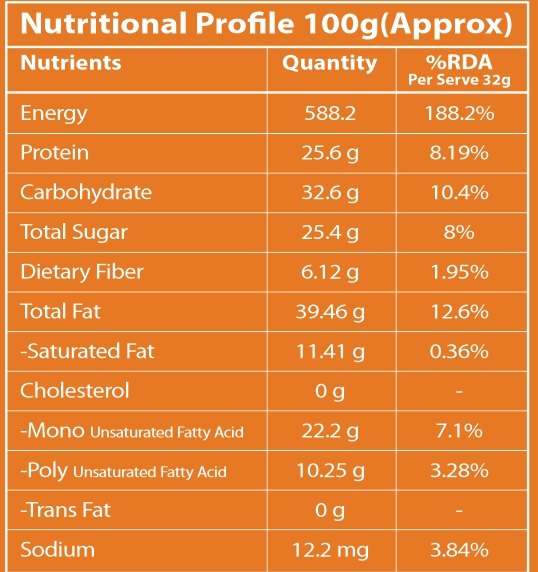 Nutritional Profile 100g(Approx)
Nutrients Quantity %RDA
Per Serve 32g
Energy 588.2 188.2%
Protein 25.6 g 8.19%
Carbohydrate 32.6 g 10.4%
Total Sugar 25.4 g 8%
Dietary Fiber 6.12 g 1.95%
Total Fat 39.46 g 12.6%
-Saturated Fat 11.41 g 0.36%
Cholesterol 0 g -
-Mono Unsaturated Fatty Acid 22.2 g 7.1%
-Poly Unsaturated Fatty Acid 10.25 g 3.28%
-Trans Fat 0 g -
Sodium 12.2 mg 3.84%